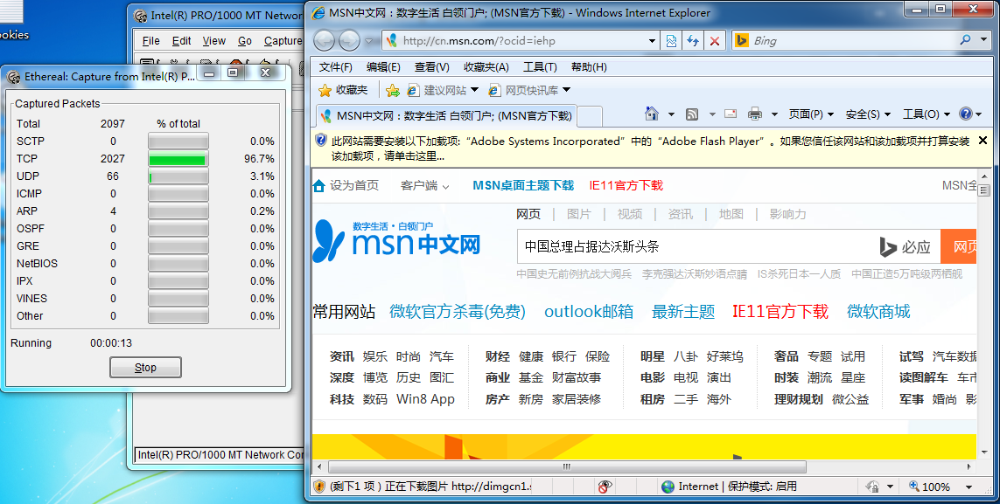 ookies
Intel(R) PRO/1000 MT Network
File Edit View Go Capture
Ethereal: Capture from Intel(R) P...
Captured Packets
Total 2097 % of total
SCTP 0 0.0%
TCP 2027 96.7%
UDP 66 3.1%
ICMP 0 0.0%
ARP 4 0.2%
OSPF 0 0.0%
GRE 0 0.0%
NetBIOS 0 0.0%
IPX 0 0.0%
VINES 0 0.0%
Other 0 0.0%
Running 00:00:13
Stop
Intel(R) PRO/1000 MT Network Con
MSN中文网：数字生活 白领门户; (MSN官方下载) - Windows Internet Explorer
http://cn.msn.com/?ocid=iehp
Bing
文件(F) 编辑(E) 查看(V) 收藏夹(A) 工具(T) 帮助(H)
收藏夹 建议网站 网页快讯库
MSN中文网：数字生活 白领门户; (MSN官方下载)
页面(P) 安全(S) 工具(O)
此网站需要安装以下加载项:“Adobe Systems Incorporated”中的“Adobe Flash Player”。如果您信任该网站和该加载项并打算安装
该加载项，请单击这里...
设为首页 客户端 MSN桌面主题下载 IE11官方下载 MSN全
网页 | 图片 | 视频 | 资讯 | 地图 | 影响力
数字生活·白领门户
msn中文网
中国总理占据达沃斯头条 必应 网页
中国史无前例抗战大阅兵 李克强达沃斯妙语点睛 IS杀死日本一人质 中国正造5万吨级两栖舰
常用网站 微软官方杀毒(免费) outlook邮箱 最新主题 IE11官方下载 微软商城
资讯 娱乐 时尚 汽车 财经 健康 银行 保险 明星 八卦 好莱坞 奢品 专题 试用 试驾 汽车数据
深度 博览 历史 图汇 商业 基金 财富故事 电影 电视 演出 时装 潮流 星座 读图解车 车市
科技 数码 Win8 App 房产 新房 家居装修 租房 二手 海外 理财规划 微公益 军事 婚尚 影
(剩下1 项 ) 正在下载图片 http://dimgcn1.s
Internet | 保护模式: 启用
100%